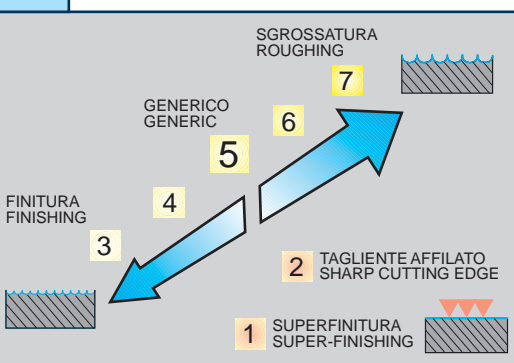 SGROSSATURA
ROUGHING
7
GENERICO
GENERIC
6
5
FINITURA
FINISHING
4
3
2 TAGLIENTE AFFILATO
SHARP CUTTING EDGE
1 SUPERFINITURA
SUPER-FINISHING